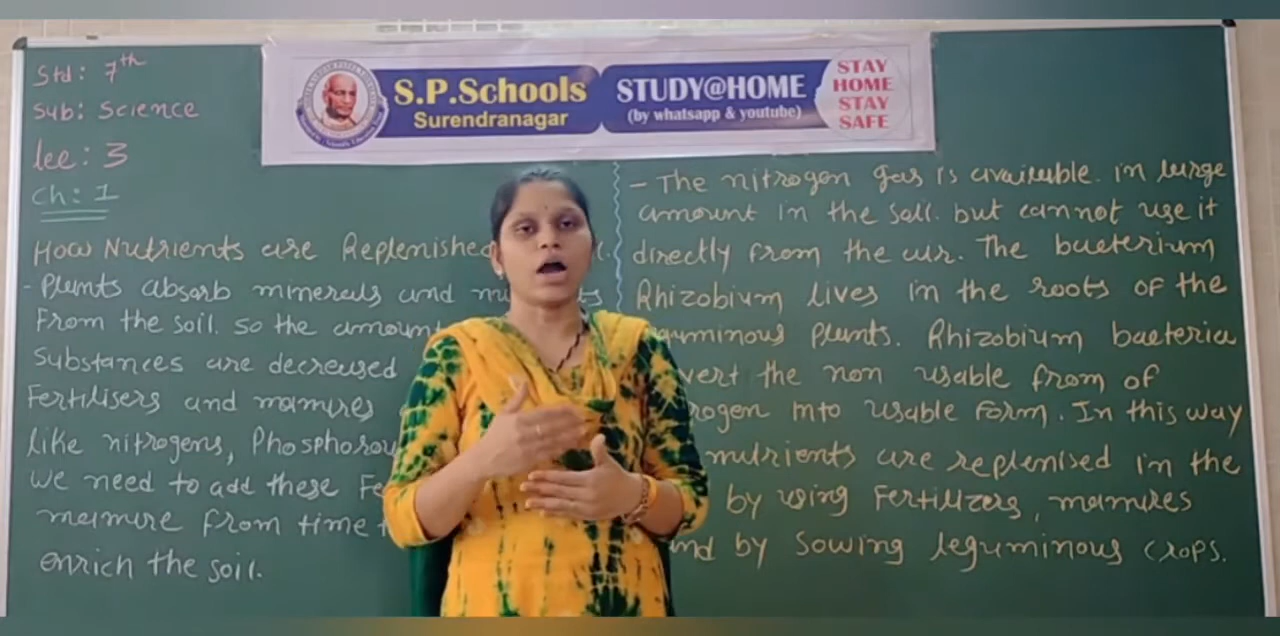 Std: 7th
Sub: Science
lec: 3
Ch: 1
S.P.Schools
Surendranagar
STUDY@HOME
(by whatsapp & youtube)
STAY
HOME
STAY
SAFE
How Nutrients are Replenished
- Plants absorb minerals and
From the soil. so the amount
Substances are decreased
Fertilisers and manures
like nitrogens,
We need to add these
manure from time
enrich the soil.
- The nitrogen gas is available. in large
amount in the soil. but cannot use it
directly from the air. The bacterium
Rhizobium lives in the roots of the
Plants. Rhizobium bacteria
the non usable from of
into usable form. In this way
nutrients are replenised in the
by using Fertilizers, manures
and by sowing leguminous crops.